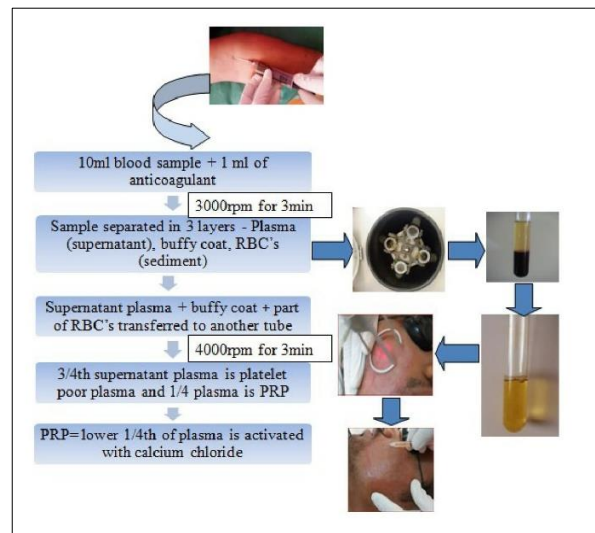 10ml blood sample + 1 ml of
anticoagulant
3000rpm for 3min
Sample separated in 3 layers - Plasma
(supernatant), buffy coat, RBC's
(sediment)
Supernatant plasma + buffy coat + part
of RBC's transferred to another tube
4000rpm for 3min
3/4th supernatant plasma is platelet
poor plasma and 1/4 plasma is PRP
PRP=lower 1/4th of plasma is activated
with calcium chloride